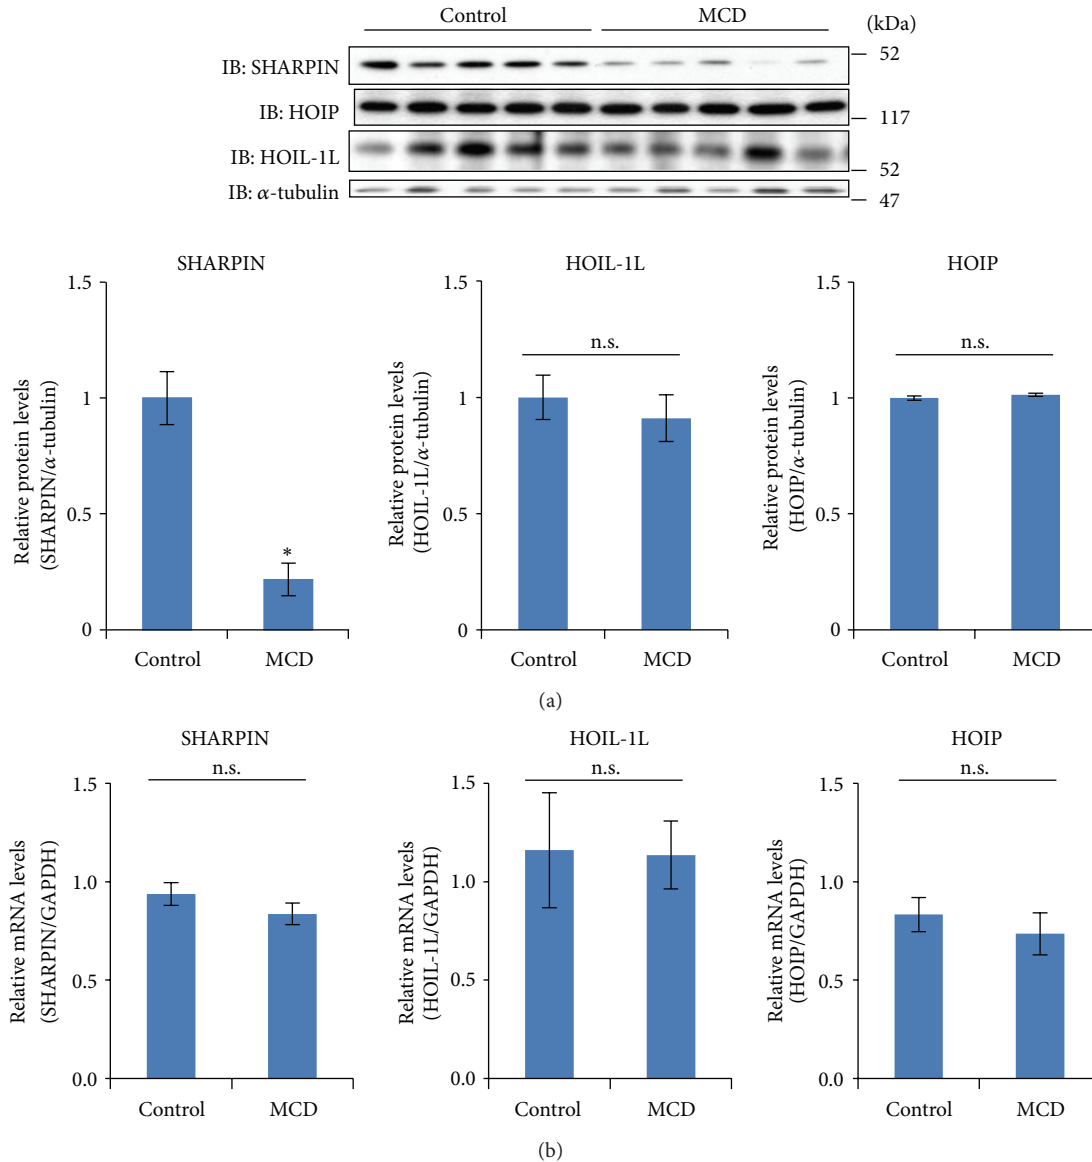 Control MCD (kDa)
IB: SHARPIN 52
IB: HOIP 117
IB: HOIL-1L 52
IB: α-tubulin 47
SHARPIN
Relative protein levels
(SHARPIN/α-tubulin)
1.5
1
0.5
0
*
Control MCD
HOIL-1L
Relative protein levels
(HOIL-1L/α-tubulin)
1.5
1
0.5
0
n.s.
Control MCD
HOIP
Relative protein levels
(HOIP/α-tubulin)
1.5
1
0.5
0
n.s.
Control MCD
(a)
SHARPIN
n.s.
Relative mRNA levels
(SHARPIN/GAPDH)
1.5
1.0
0.5
0.0
Control MCD
HOIL-1L
n.s.
Relative mRNA levels
(HOIL-1L/GAPDH)
1.5
1.0
0.5
0.0
Control MCD
HOIP
n.s.
Relative mRNA levels
(HOIP/GAPDH)
1.5
1.0
0.5
0.0
Control MCD
(b)